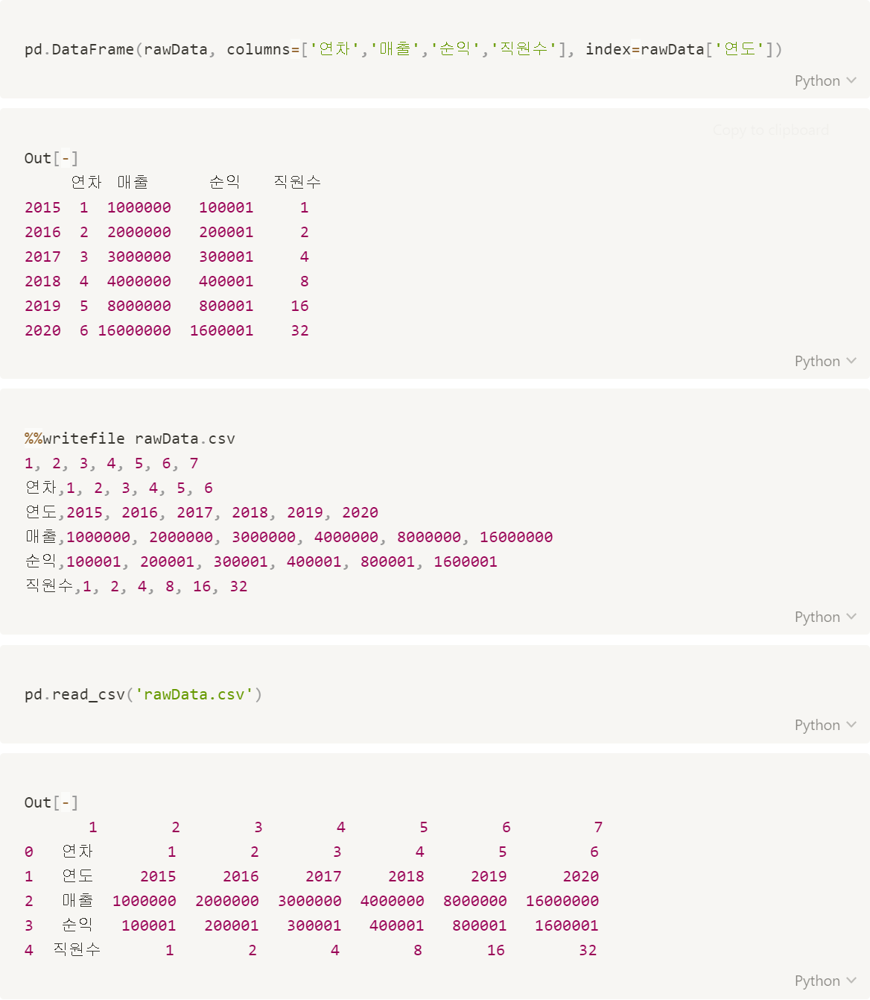 pd.DataFrame(rawData, columns=['연차','매출','순익','직원수'], index=rawData['연도'])
Python
Copy to clipboard
Out[-]
연차 매출 순익 직원수
2015 1 1000000 100001 1
2016 2 2000000 200001 2
2017 3 3000000 300001 4
2018 4 4000000 400001 8
2019 5 8000000 800001 16
2020 6 16000000 1600001 32
Python
%%writefile rawData.csv
1, 2, 3, 4, 5, 6, 7
연차,1, 2, 3, 4, 5, 6
연도,2015, 2016, 2017, 2018, 2019, 2020
매출,1000000, 2000000, 3000000, 4000000, 8000000, 16000000
순익,100001, 200001, 300001, 400001, 800001, 1600001
직원수,1, 2, 4, 8, 16, 32
Python
pd.read_csv('rawData.csv')
Python
Out[-]
1 2 3 4 5 6 7
0 연차 1 2 3 4 5 6
1 연도 2015 2016 2017 2018 2019 2020
2 매출 1000000 2000000 3000000 4000000 8000000 16000000
3 순익 100001 200001 300001 400001 800001 1600001
4 직원수 1 2 4 8 16 32
Python